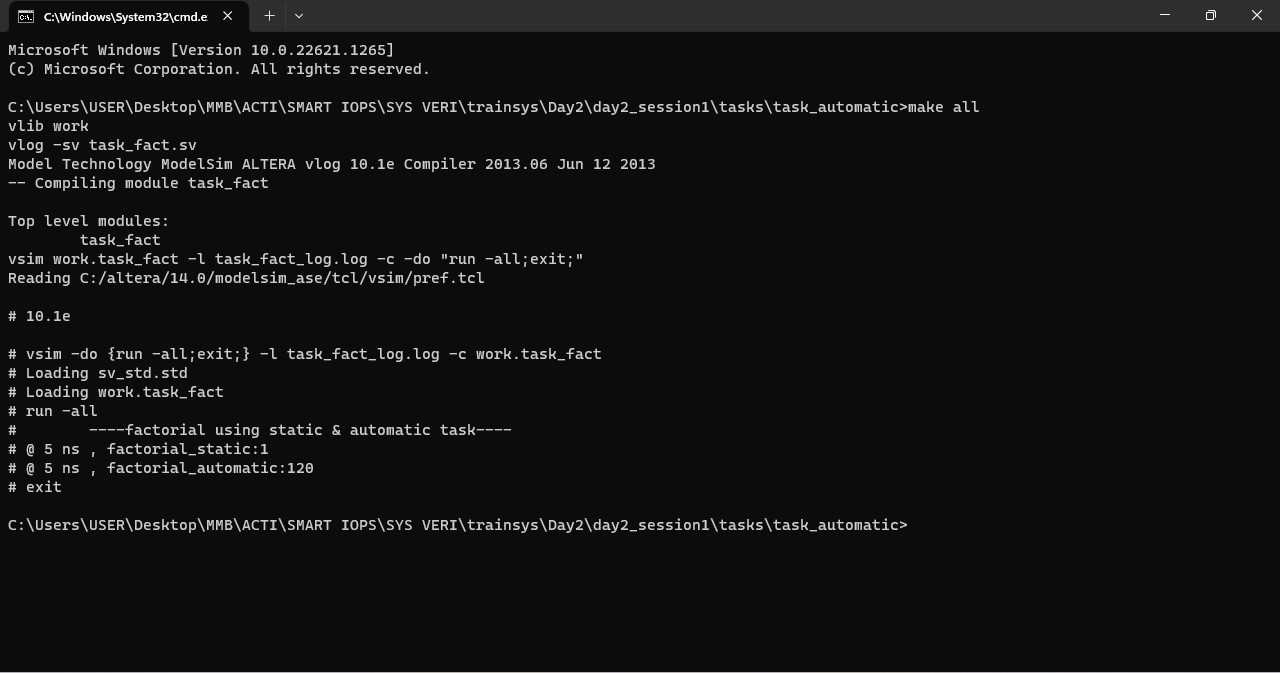 C:\Windows\System32\cmd.e
Microsoft Windows [Version 10.0.22621.1265]
(c) Microsoft Corporation. All rights reserved.
C:\Users\USER\Desktop\MMB\ACTI\SMART IOPS\SYS VERI\trainsys\Day2\day2_session1\tasks\task_automatic>make all
vlib work
vlog -sv task_fact.sv
Model Technology ModelSim ALTERA vlog 10.1e Compiler 2013.06 Jun 12 2013
-- Compiling module task_fact
Top level modules:
task_fact
vsim work.task_fact -l task_fact_log.log -c -do "run -all;exit;"
Reading C:/altera/14.0/modelsim_ase/tcl/vsim/pref.tcl
# 10.1e
# vsim -do {run -all;exit;} -l task_fact_log.log -c work.task_fact
# Loading sv_std.std
# Loading work.task_fact
# run -all
# ----factorial using static & automatic task----
# @ 5 ns , factorial_static:1
# @ 5 ns , factorial_automatic:120
# exit
C:\Users\USER\Desktop\MMB\ACTI\SMART IOPS\SYS VERI\trainsys\Day2\day2_session1\tasks\task_automatic>